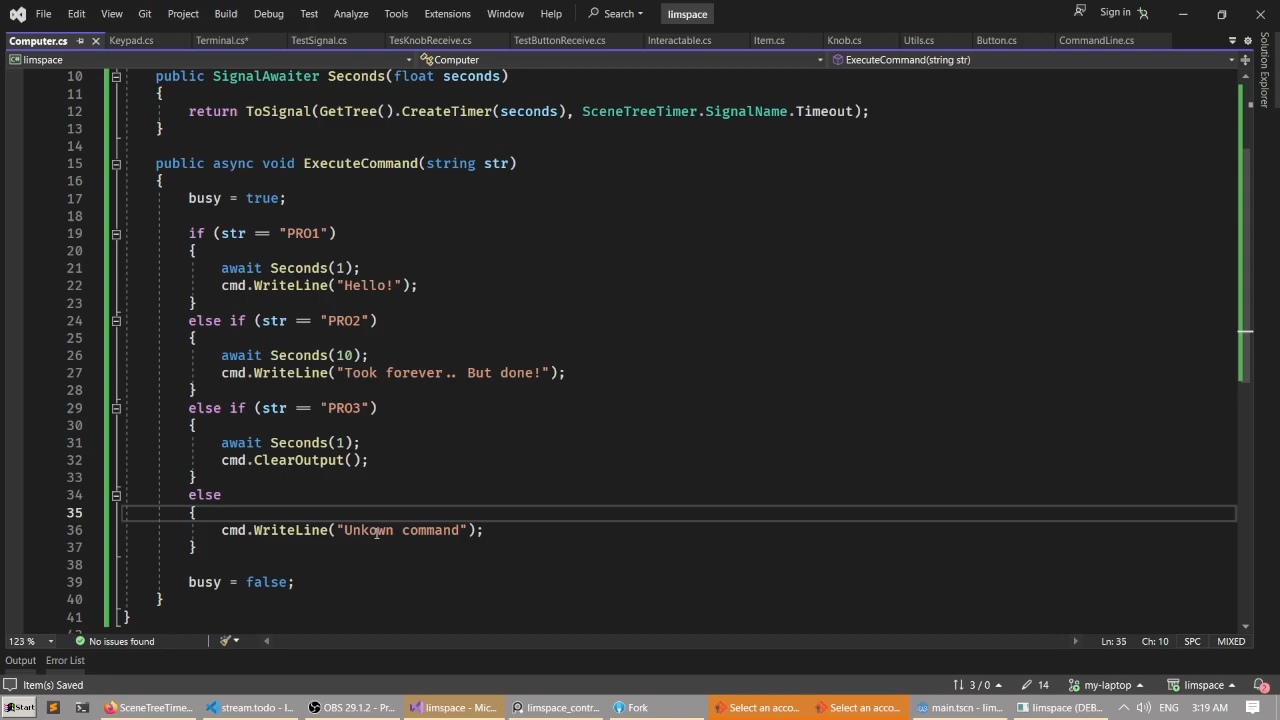 File Edit View Git Project Build Debug Test Analyze Tools Extensions Window Help Search limspace Sign in
Computer.cs Keypad.cs Terminal.cs* TestSignal.cs TesKnobReceive.cs TestButtonReceive.cs Interactable.cs Item.cs Knob.cs Utils.cs Button.cs CommandLine.cs
limspace Computer ExecuteCommand(string str)
Solution Explorer
10 public SignalAwaiter Seconds(float seconds)
11 {
12 return ToSignal(GetTree().CreateTimer(seconds), SceneTreeTimer.SignalName.Timeout);
13 }
14
15 public async void ExecuteCommand(string str)
16 {
17 busy = true;
18
19 if (str == "PRO1")
20 {
21 await Seconds(1);
22 cmd.WriteLine("Hello!");
23 }
24 else if (str == "PRO2")
25 {
26 await Seconds(10);
27 cmd.WriteLine("Took forever.. But done!");
28 }
29 else if (str == "PRO3")
30 {
31 await Seconds(1);
32 cmd.ClearOutput();
33 }
34 else
35 {
36 cmd.WriteLine("Unkown command");
37 }
38
39 busy = false;
40 }
41 }
123 % No issues found Ln: 35 Ch: 10 SPC MIXED
Output Error List
Item(s) Saved 3 / 0 14 my-laptop limspace 2
Start SceneTreeTime... stream.todo - l... OBS 29.1.2 - Pr... limspace - Mic... limspace_contr... Fork Select an acco... Select an acco... main.tscn - lim... limspace (DEB... ENG 3:19 AM